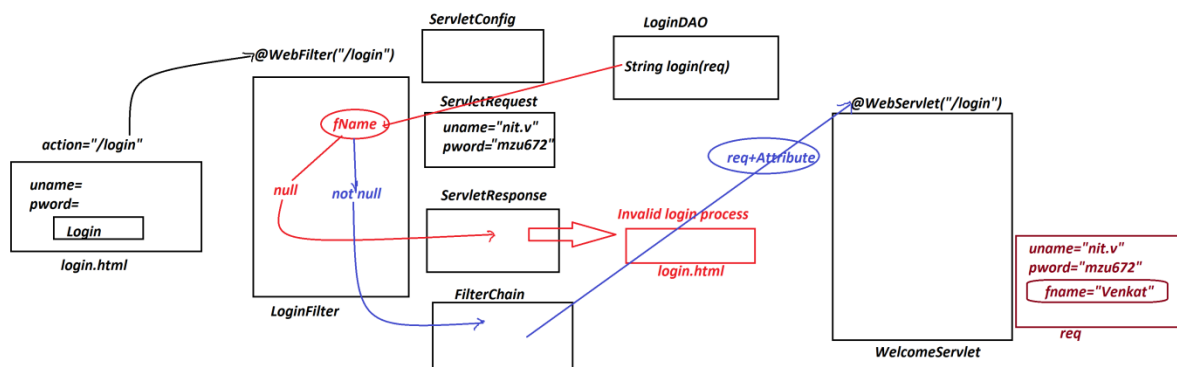 ServletConfig
LoginDAO
@WebFilter("/login")
String login(req)
ServletRequest
uname="nit.v"
pword="mzu672"
@WebServlet("/login")
fName
action="/login"
req+Attribute
uname=
pword=
Login
login.html
null
not null
ServletResponse
Invalid login process
login.html
uname="nit.v"
pword="mzu672"
fname="Venkat"
req
FilterChain
LoginFilter
WelcomeServlet